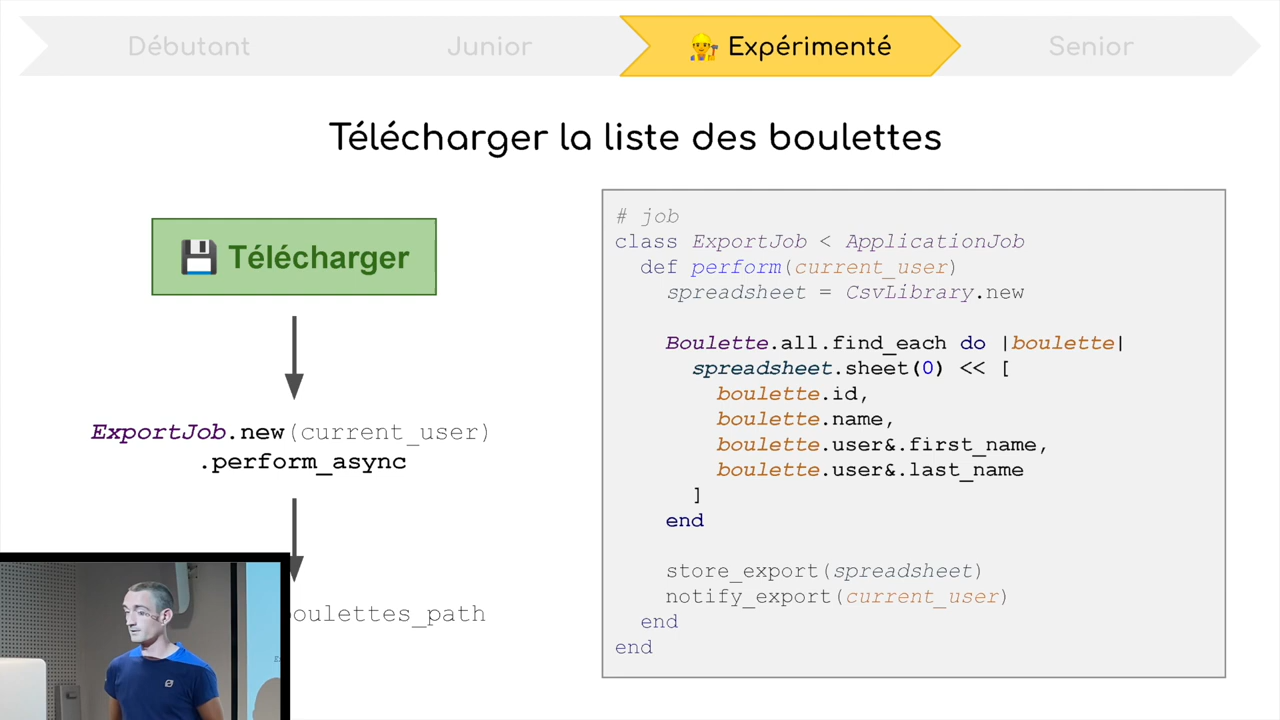 Débutant
Junior
Expérimenté
Senior
Télécharger la liste des boulettes
Télécharger
ExportJob.new(current_user)
.perform_async
boulettes_path
# job
class ExportJob < ApplicationJob
def perform(current_user)
spreadsheet = CsvLibrary.new
Boulette.all.find_each do |boulette|
spreadsheet.sheet(0) << [
boulette.id,
boulette.name,
boulette.user&.first_name,
boulette.user&.last_name
]
end
store_export(spreadsheet)
notify_export(current_user)
end
end